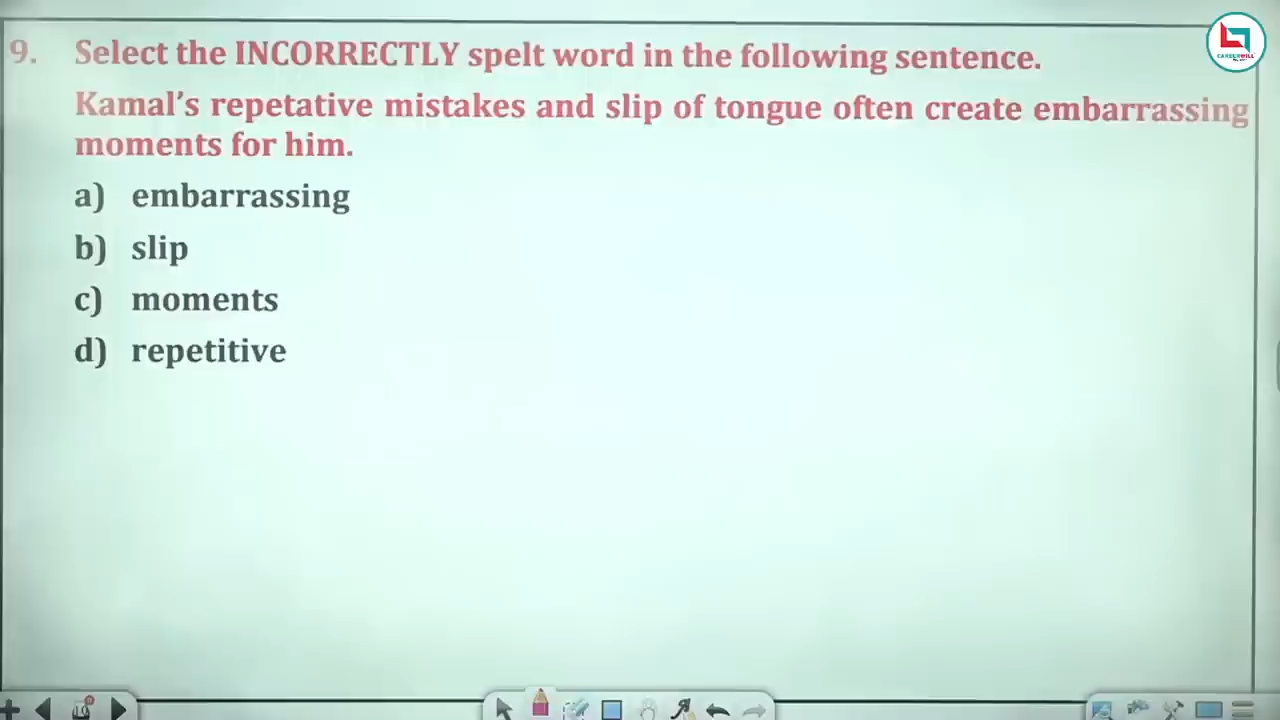 9. Select the INCORRECTLY spelt word in the following sentence.
Kamal's repetative mistakes and slip of tongue often create embarrassing
moments for him.
a) embarrassing
b) slip
c) moments
d) repetitive
CAREERWILL